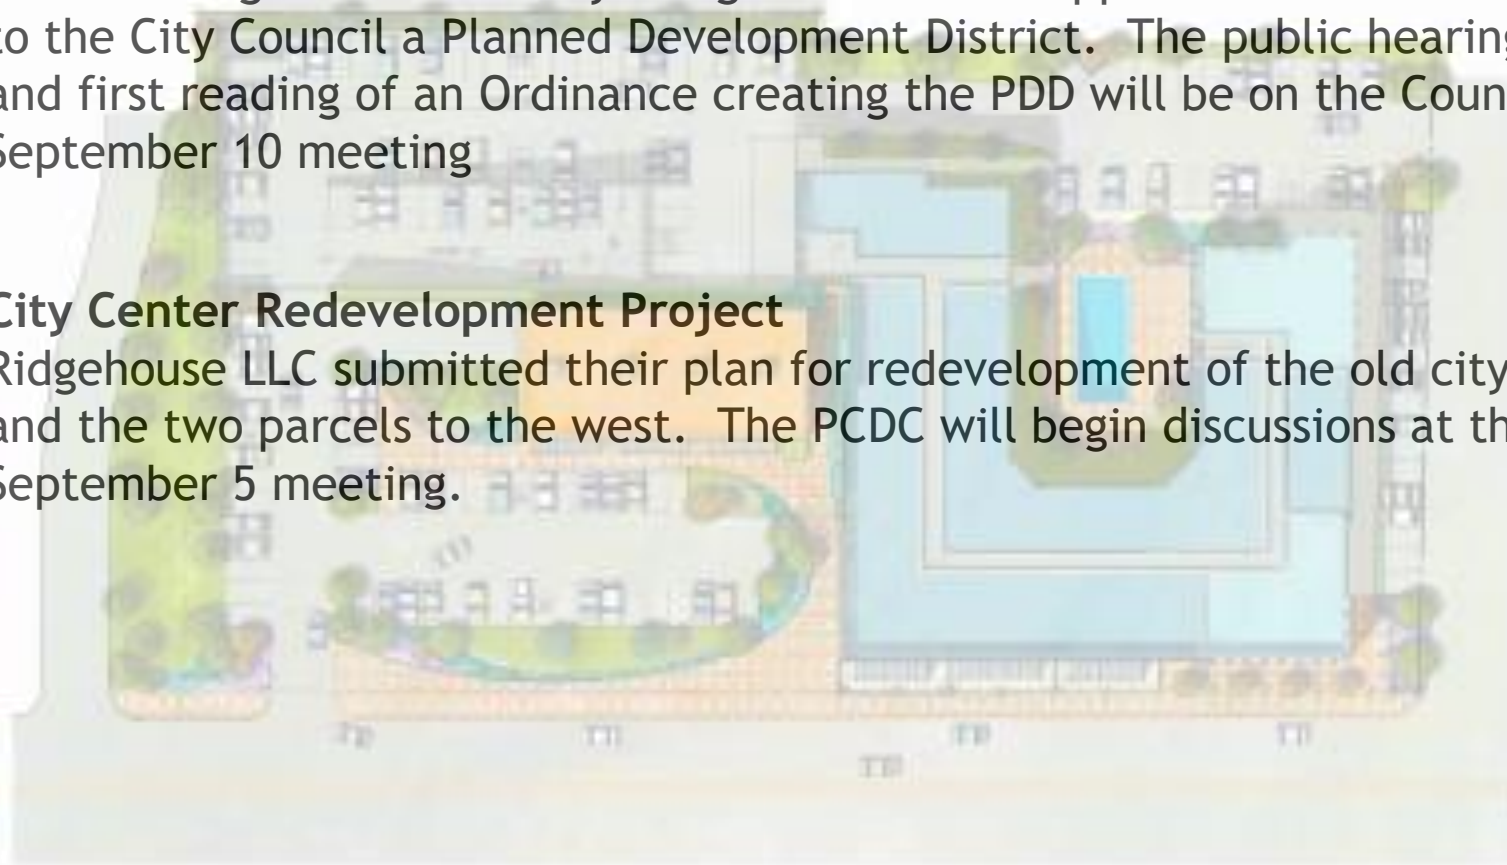 to the City Council a Planned Development District.  The public hearing
and first reading of an Ordinance creating the PDD will be on the Coun
September 10 meeting
City Center Redevelopment Project
Ridgehouse LLC submitted their plan for redevelopment of the old city
and the two parcels to the west.  The PCDC will begin discussions at th
September 5 meeting.